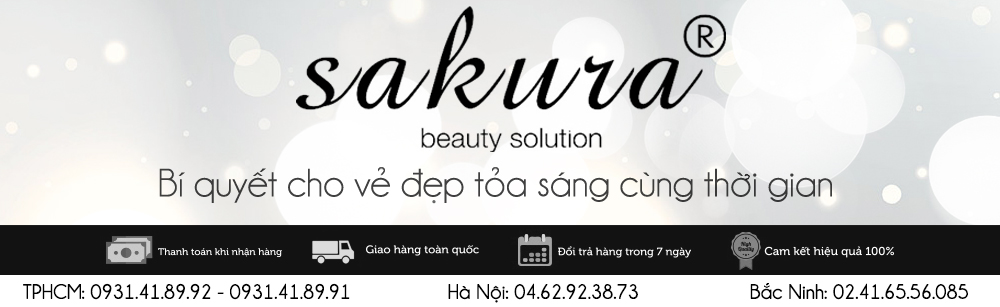 sakura®
beauty solution
Bí quyết cho vẻ đẹp tỏa sáng cùng thời gian
Thanh toán khi nhận hàng
Giao hàng toàn quốc
Đổi trả hàng trong 7 ngày
High Quality
Cam kết hiệu quả 100%
TPHCM: 0931.41.89.92 - 0931.41.89.91
Hà Nội: 04.62.92.38.73
Bắc Ninh: 02.41.65.56.085